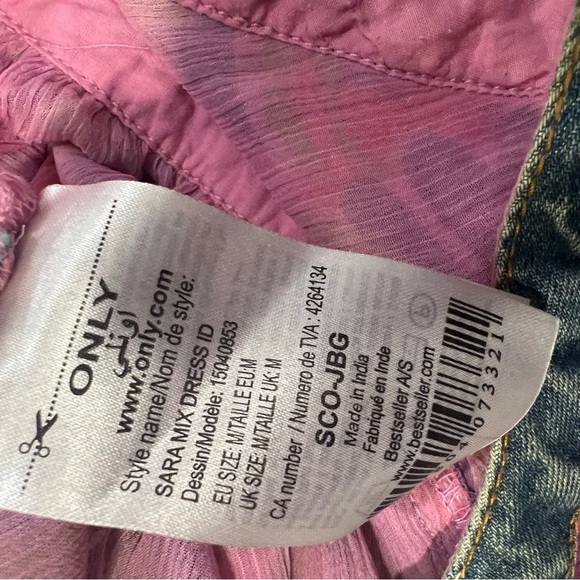 ONLY
اونلي
www.only.com
Style name/Nom de style:
SARA MIX DRESS ID
Dessin/Modèle: 15040853
EU SIZE: M/TAILLE EU:M
UK SIZE: M/TAILLE UK: M
CA number / Numero de TVA : 4264134
SCO-JBG
Made in India
Fabriqué en Inde
Bestseller A/S
www.bestseller.com
073321